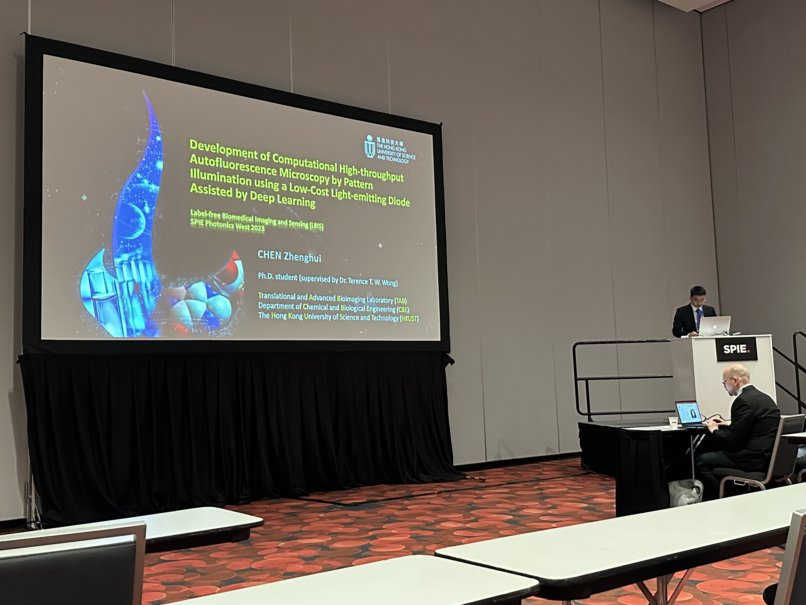 香港科技大學
THE HONG KONG
UNIVERSITY OF SCIENCE
AND TECHNOLOGY
Development of Computational High-throughput
Autofluorescence Microscopy by Pattern
Illumination using a Low-Cost Light-emitting Diode
Assisted by Deep Learning
Label-free Biomedical Imaging and Sensing (LBIS)
SPIE Photonics West 2023
CHEN Zhenghui
Ph.D. student (supervised by Dr. Terence T. W. Wong)
Translational and Advanced Bioimaging Laboratory (TAB)
Department of Chemical and Biological Engineering (CBE)
The Hong Kong University of Science and Technology (HKUST)
SPIE.